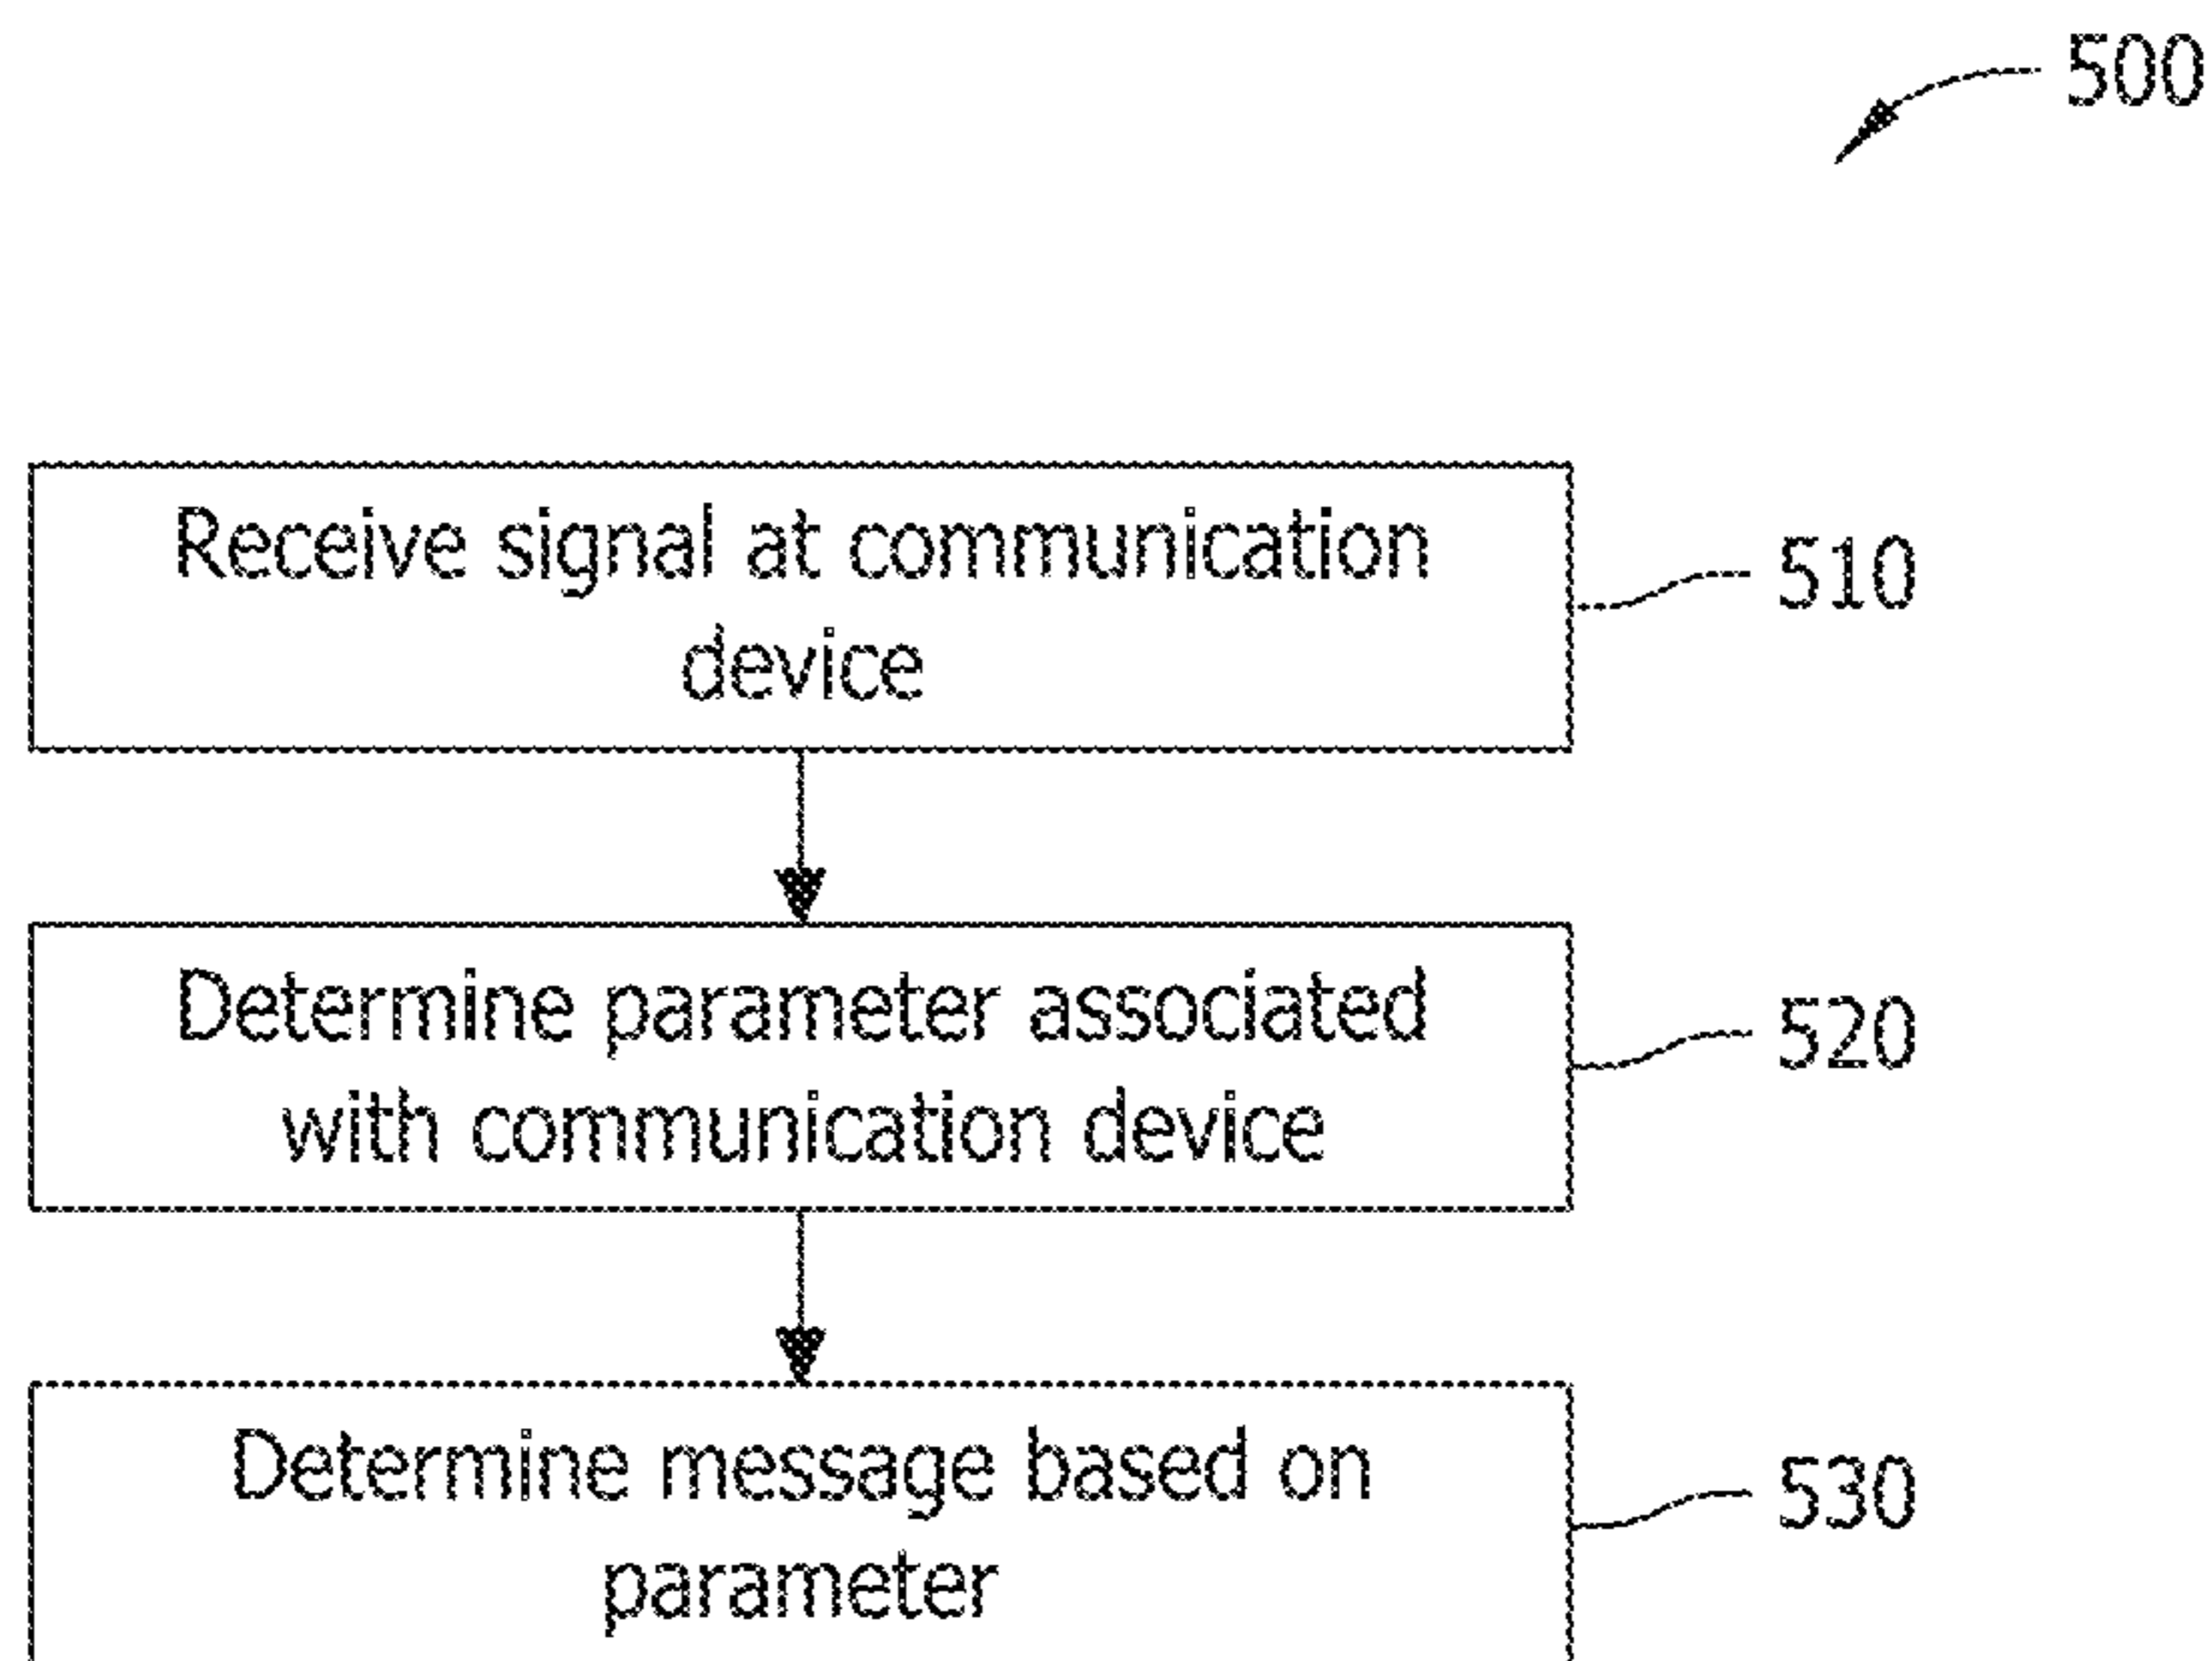 500
Receive signal at communication
device
510
Determine parameter associated
with communication device
520
Determine message based on
parameter
530